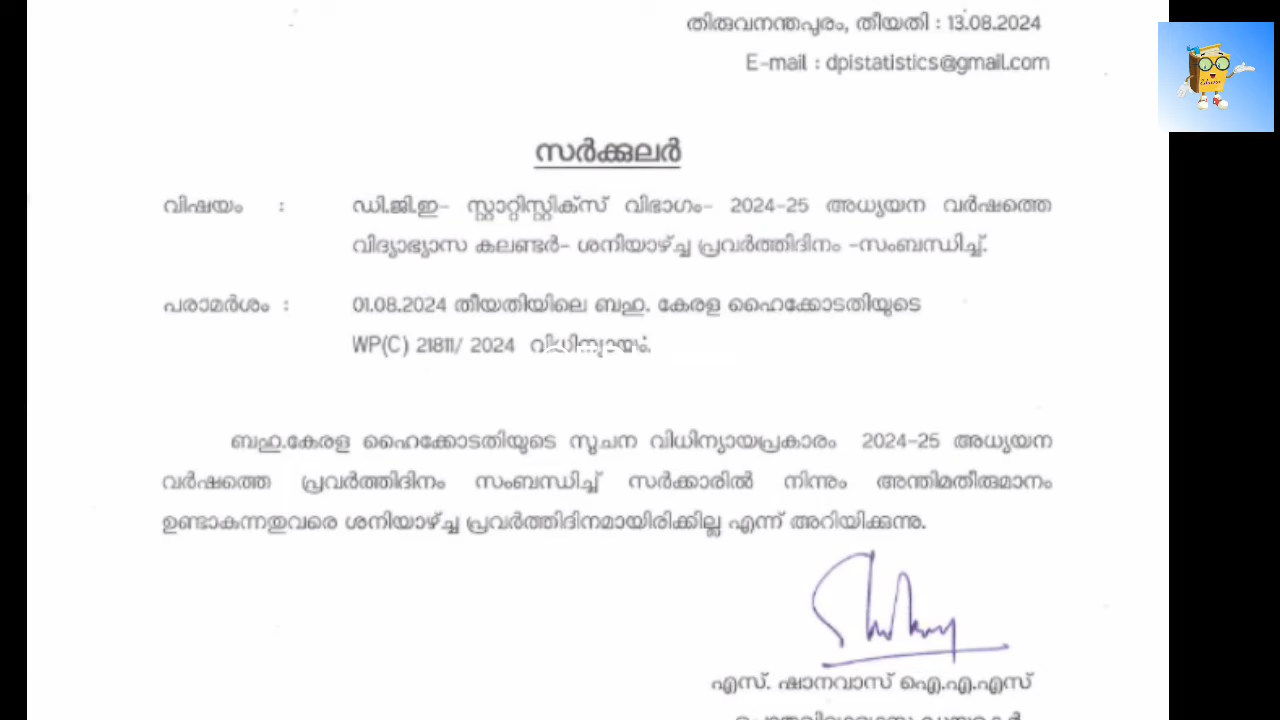 തിരുവനന്തപുരം, തീയതി : 13.08.2024
E-mail : dpistatistics@gmail.com
സർക്കുലർ
വിഷയം : ഡി.ജി.ഇ- സ്റ്റാറ്റിസ്റ്റിക്സ് വിഭാഗം- 2024-25 അധ്യയന വർഷത്തെ
വിദ്യാഭ്യാസ കലണ്ടർ- ശനിയാഴ്ച്ച പ്രവർത്തിദിനം -സംബന്ധിച്ച്.
പരാമർശം : 01.08.2024 തീയതിയിലെ ബഹു. കേരള ഹൈക്കോടതിയുടെ
WP(C) 21811/ 2024 വിധിന്യായം.
ബഹു.കേരള ഹൈക്കോടതിയുടെ സൂചന വിധിന്യായപ്രകാരം 2024-25 അധ്യയന
വർഷത്തെ പ്രവർത്തിദിനം സംബന്ധിച്ച് സർക്കാരിൽ നിന്നും അന്തിമതീരുമാനം
ഉണ്ടാകുന്നതുവരെ ശനിയാഴ്ച്ച പ്രവർത്തിദിനമായിരിക്കില്ല എന്ന് അറിയിക്കുന്നു.
എസ്. ഷാനവാസ് ഐ.എ.എസ്